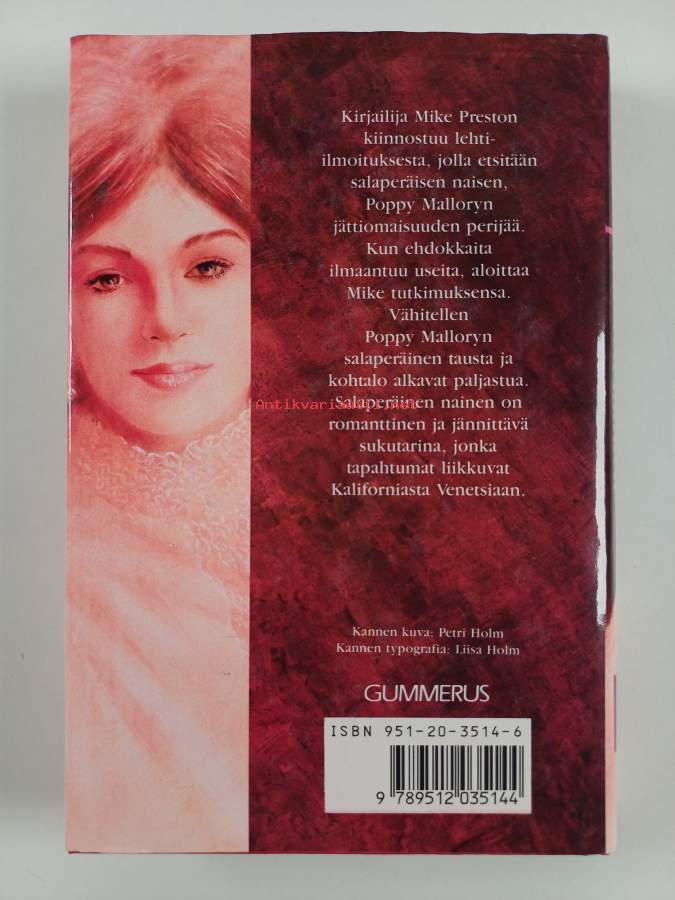 Kirjailija Mike Preston
kiinnostuu lehti-
ilmoituksesta, jolla etsitään
salaperäisen naisen,
Poppy Malloryn
jättiomaisuuden perijää.
Kun ehdokkaita
ilmaantuu useita, aloittaa
Mike tutkimuksensa.
Vähitellen
Poppy Malloryn
salaperäinen tausta ja
kohtalo alkavat paljastua.
Antikvariaatti.net
Salaperäinen nainen on
romanttinen ja jännittävä
sukutarina, jonka
tapahtumat liikkuvat
Kaliforniasta Venetsiaan.
Kannen kuva: Petri Holm
Kannen typografia: Liisa Holm
GUMMERUS
ISBN 951-20-3514-6
9 789512 035144